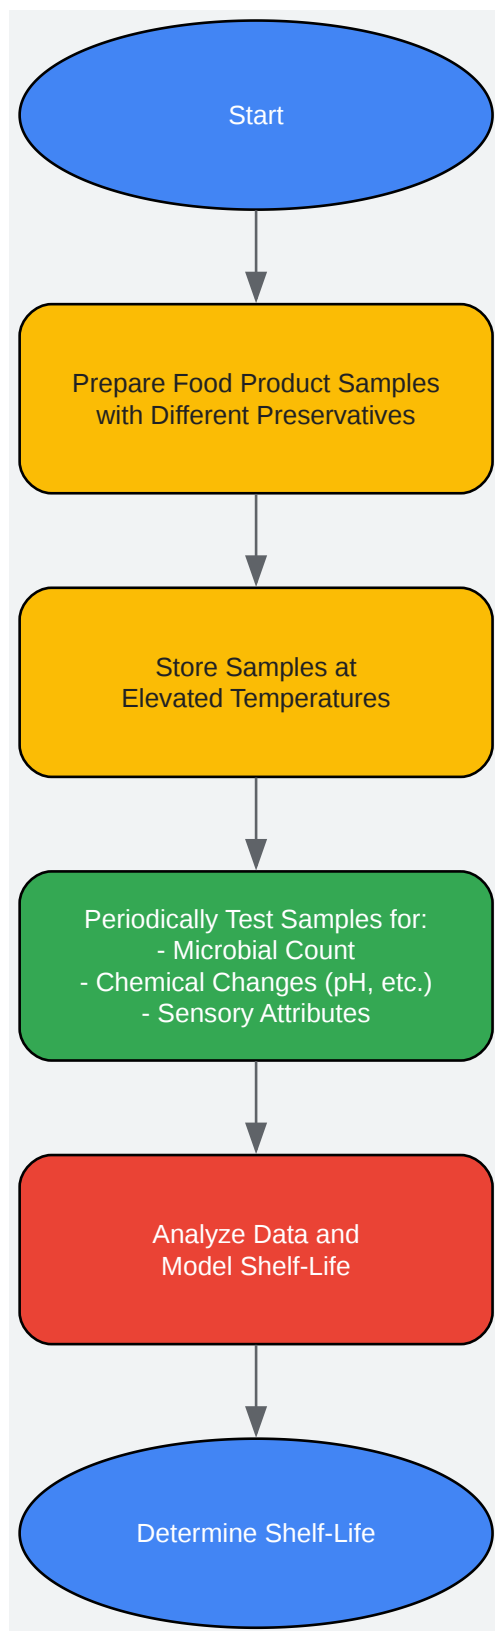 Start
Prepare Food Product Samples
with Different Preservatives
Store Samples at
Elevated Temperatures
Periodically Test Samples for:
- Microbial Count
- Chemical Changes (pH, etc.)
- Sensory Attributes
Analyze Data and
Model Shelf-Life
Determine Shelf-Life